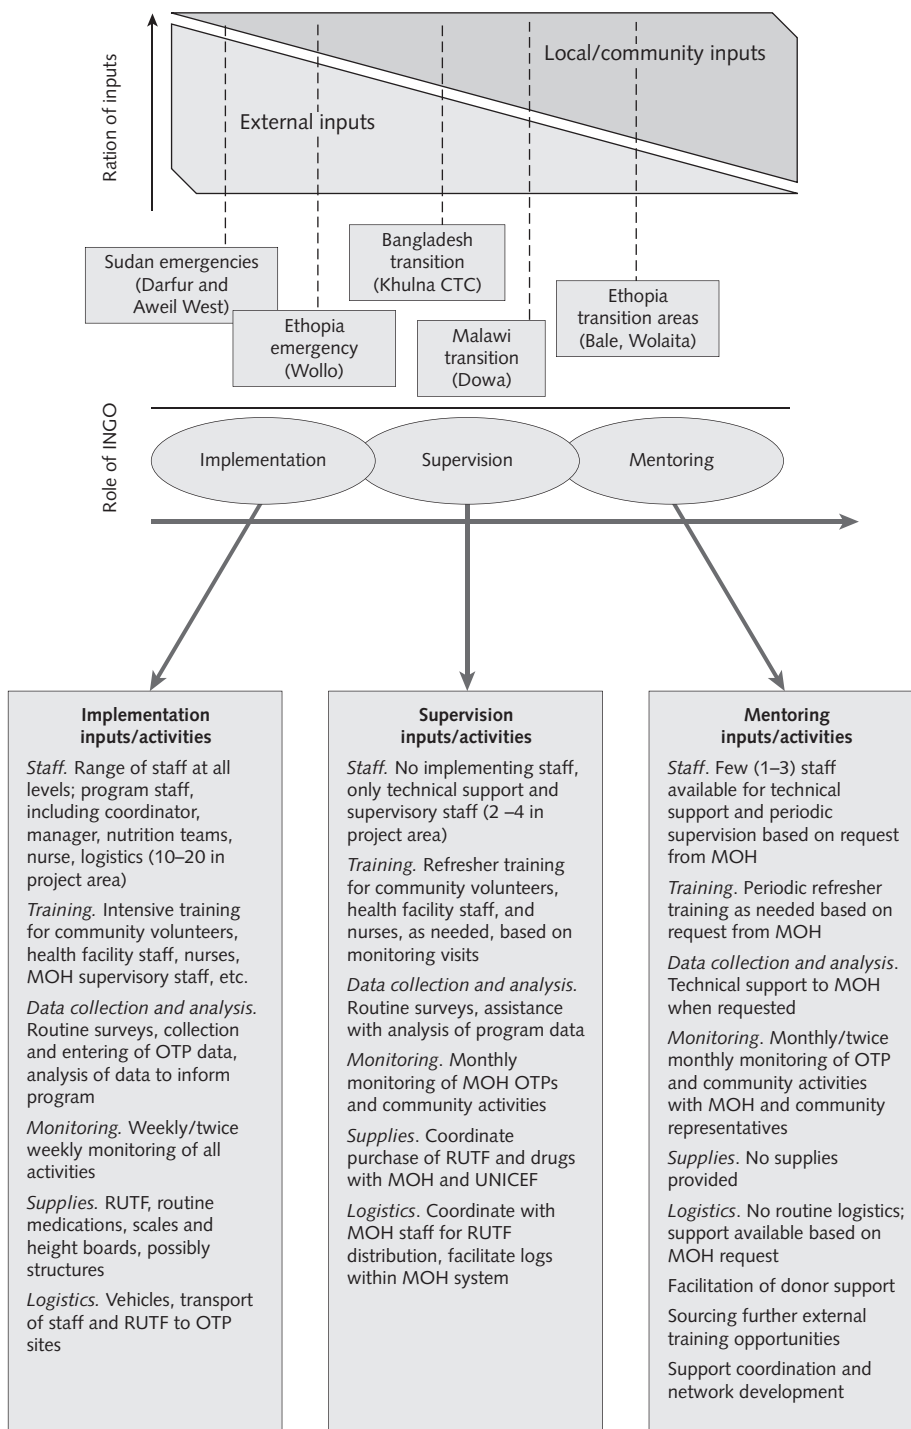 Ration of inputs
Local/community inputs
External inputs
Sudan emergencies
(Darfur and
Aweil West)
Ethopia
emergency
(Wollo)
Bangladesh
transition
(Khulna CTC)
Malawi
transition
(Dowa)
Ethopia
transition areas
(Bale, Wolaita)
Role of INGO
Implementation
Supervision
Mentoring
Implementation
inputs/activities
Staff. Range of staff at all
levels; program staff,
including coordinator,
manager, nutrition teams,
nurse, logistics (10–20 in
project area)
Training. Intensive training
for community volunteers,
health facility staff, nurses,
MOH supervisory staff, etc.
Data collection and analysis.
Routine surveys, collection
and entering of OTP data,
analysis of data to inform
program
Monitoring. Weekly/twice
weekly monitoring of all
activities
Supplies. RUTF, routine
medications, scales and
height boards, possibly
structures
Logistics. Vehicles, transport
of staff and RUTF to OTP
sites
Supervision
inputs/activities
Staff. No implementing staff,
only technical support and
supervisory staff (2 –4 in
project area)
Training. Refresher training
for community volunteers,
health facility staff, and
nurses, as needed, based on
monitoring visits
Data collection and analysis.
Routine surveys, assistance
with analysis of program data
Monitoring. Monthly
monitoring of MOH OTPs
and community activities
Supplies. Coordinate
purchase of RUTF and drugs
with MOH and UNICEF
Logistics. Coordinate with
MOH staff for RUTF
distribution, facilitate logs
within MOH system
Mentoring
inputs/activities
Staff. Few (1–3) staff
available for technical
support and periodic
supervision based on request
from MOH
Training. Periodic refresher
training as needed based on
request from MOH
Data collection and analysis.
Technical support to MOH
when requested
Monitoring. Monthly/twice
monthly monitoring of OTP
and community activities
with MOH and community
representatives
Supplies. No supplies
provided
Logistics. No routine logistics;
support available based on
MOH request
Facilitation of donor support
Sourcing further external
training opportunities
Support coordination and
network development